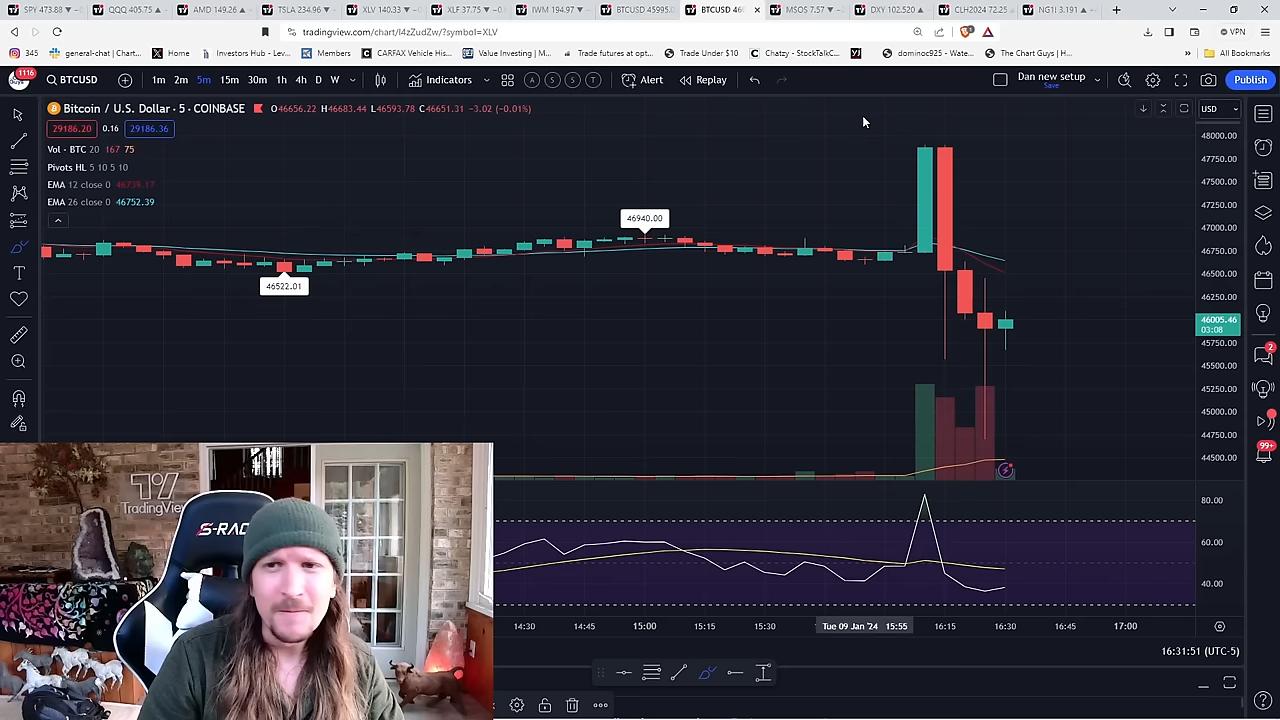 SPY 473.88
QQQ 405.75
AMD 149.26
TSLA 234.96
XLV 140.33
XLF 37.75
IWM 194.97
BTCUSD 45995.
BTCUSD 460
MSOS 7.57
DXY 102.520
CLH2024 72.25
NG1! 3.191
tradingview.com/chart/l4zZudZw/?symbol=XLV
VPN
345
general-chat | Chart...
Home
Investors Hub - Lev...
Members
CARFAX Vehicle His...
Value Investing | M...
Trade futures at opt...
Trade Under $10
Chatzy - StockTalkC...
dominoc925 - Wate...
The Chart Guys | H...
All Bookmarks
1116
BTCUSD
1m 2m 5m 15m 30m 1h 4h D W
Indicators
A S S T
Alert
Replay
Dan new setup
Save
Publish
Bitcoin / U.S. Dollar · 5 · COINBASE
O46656.22 H46683.44 L46593.78 C46651.31 −3.02 (−0.01%)
USD
29186.20 0.16 29186.36
Vol · BTC 20 167 75
Pivots HL 5 10 5 10
EMA 12 close 0 46739.17
EMA 26 close 0 46752.39
46940.00
46522.01
48000.00
47750.00
47500.00
47250.00
47000.00
46750.00
46500.00
46250.00
46005.46
03:08
45750.00
45500.00
45250.00
45000.00
44750.00
44500.00
80.00
60.00
40.00
2
99+
TradingView
S-RAC
14:30 14:45 15:00 15:15 15:30 Tue 09 Jan '24 15:55 16:15 16:30 16:45 17:00
16:31:51 (UTC-5)